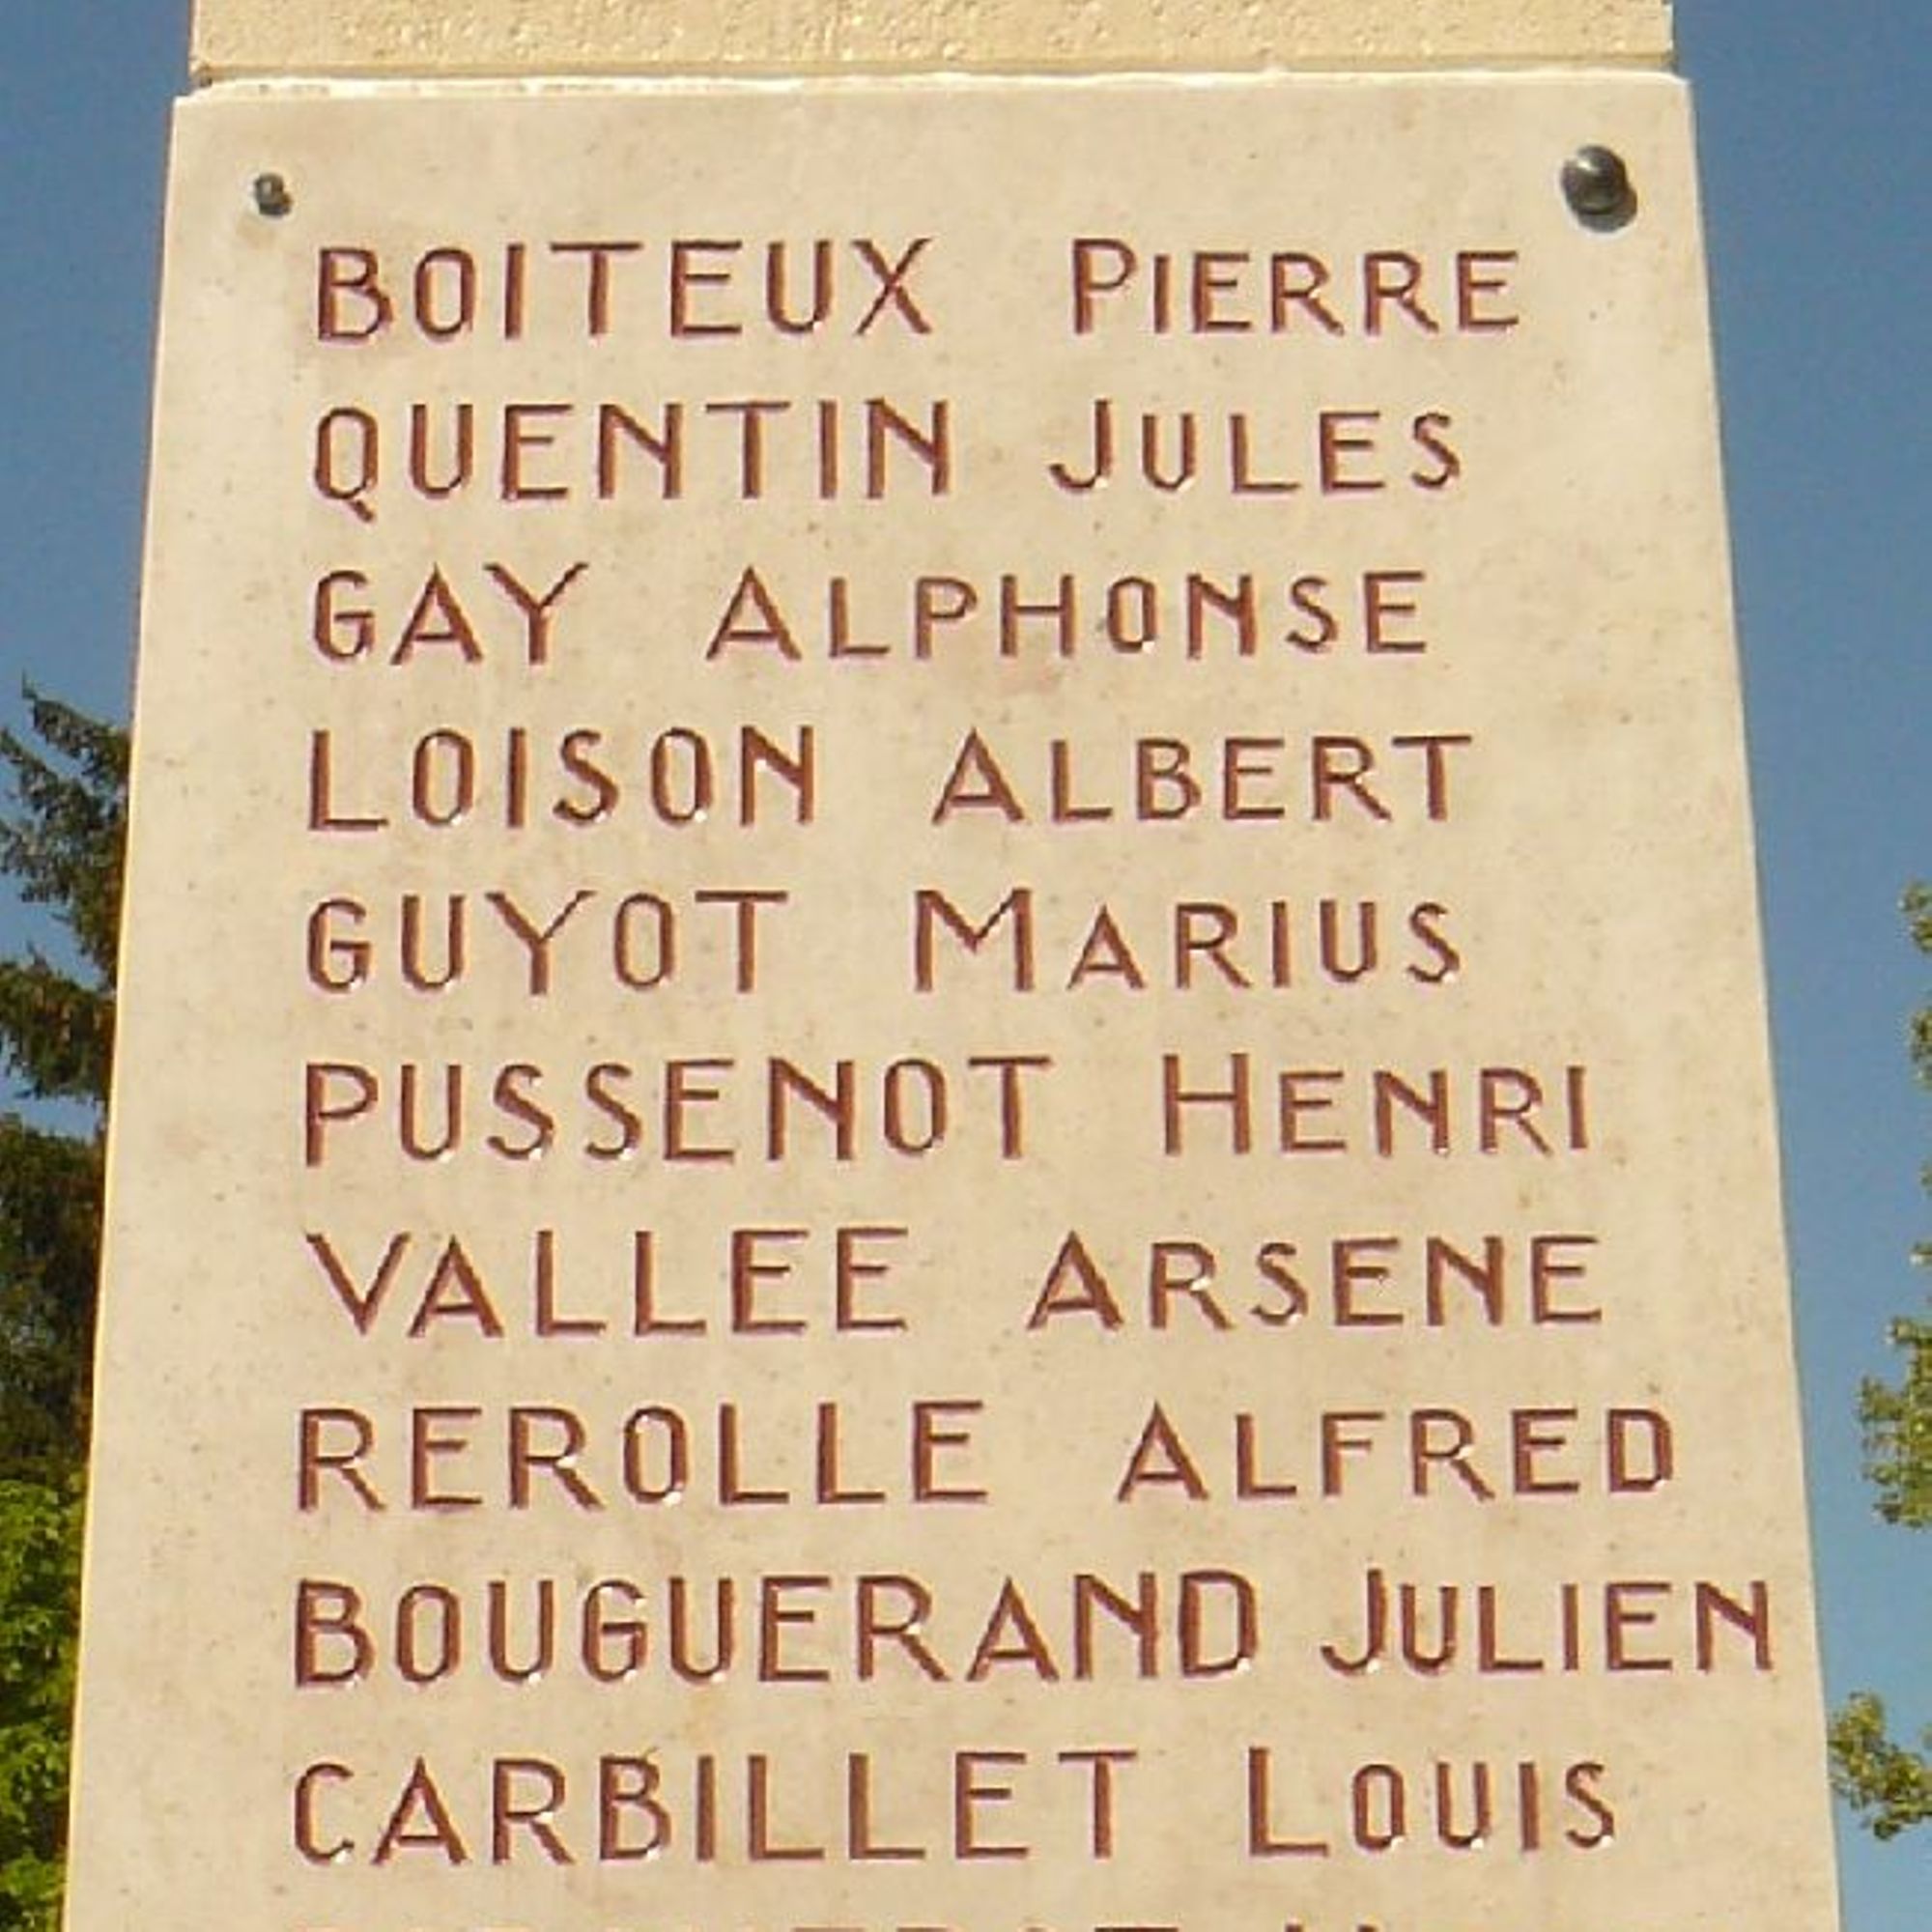 BOITEUX PIERRE
QUENTIN JULES
GAY ALPHONSE
LOISON ALBERT
GUYOT MARIUS
PUSSENOT HENRI
VALLEE ARSENE
REROLLE ALFRED
BOUGUERAND JULIEN
CARBILLET LOUIS